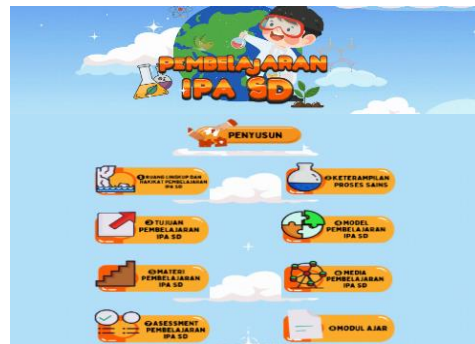 PEMBELAJARAN
IPA SD
PENYUSUN
RUANG LINGKUP DAN
HAKIKAT PEMBELAJARAN
IPA SD
KETERAMPILAN
PROSES SAINS
TUJUAN
PEMBELAJARAN
IPA SD
MODEL
PEMBELAJARAN
IPA SD
MATERI
PEMBELAJARAN
IPA SD
MEDIA
PEMBELAJARAN
IPA SD
ASESSMENT
PEMBELAJARAN
IPA SD
MODUL AJAR